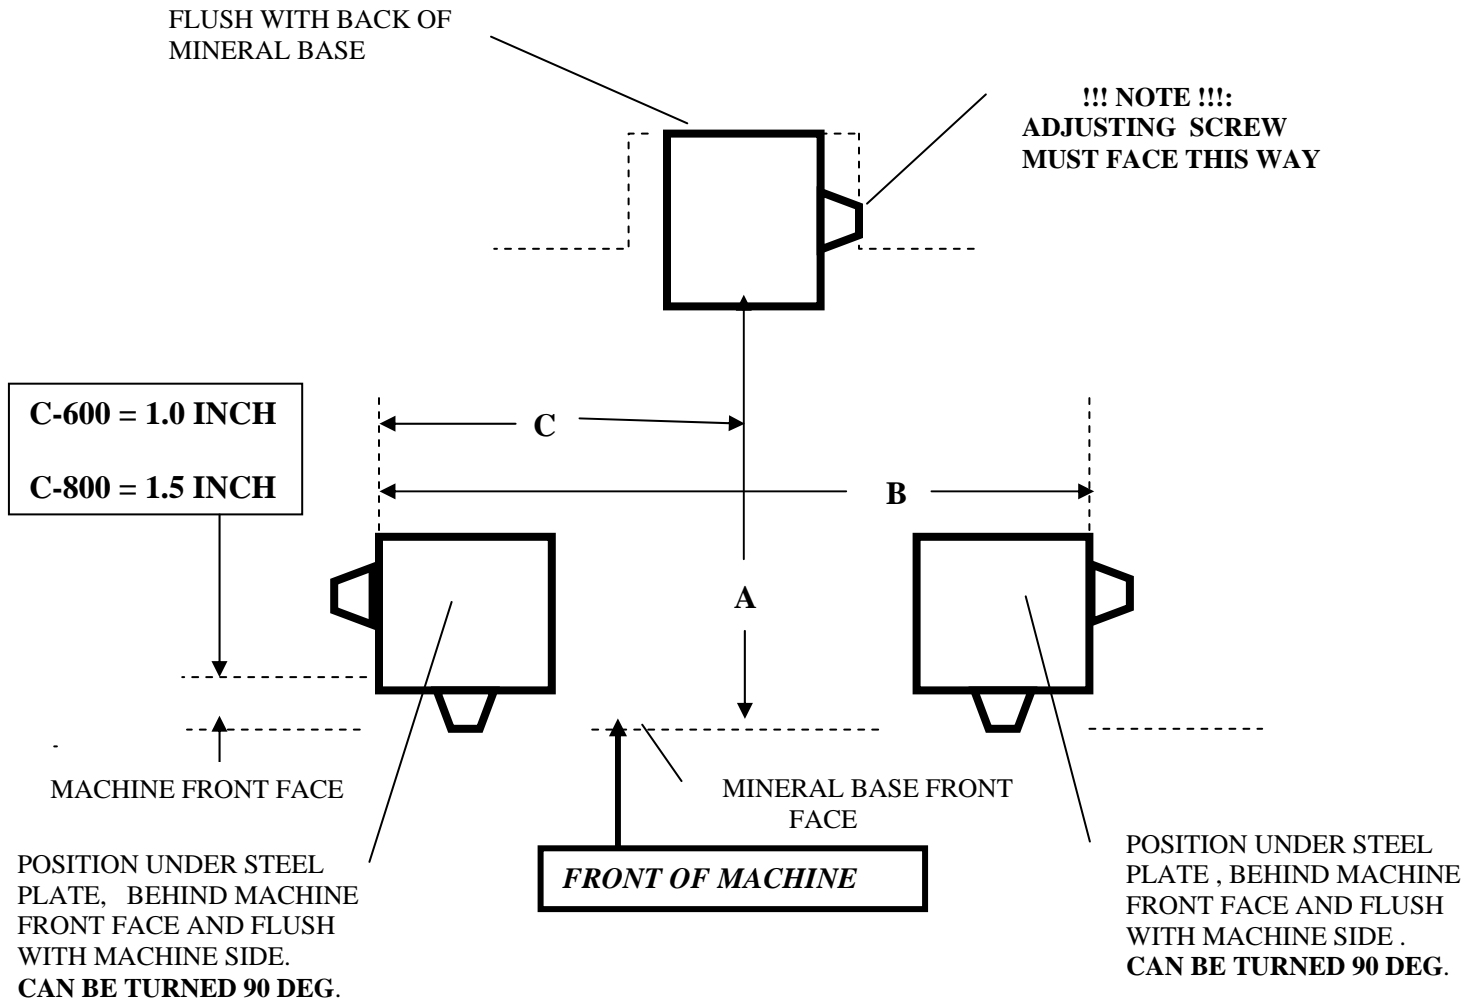 FLUSH WITH BACK OF
MINERAL BASE
!!! NOTE !!!:
ADJUSTING SCREW
MUST FACE THIS WAY
C-600 = 1.0 INCH
C-800 = 1.5 INCH
C
B
A
MACHINE FRONT FACE
MINERAL BASE FRONT
FACE
FRONT OF MACHINE
POSITION UNDER STEEL
PLATE, BEHIND MACHINE
FRONT FACE AND FLUSH
WITH MACHINE SIDE.
CAN BE TURNED 90 DEG.
POSITION UNDER STEEL
PLATE , BEHIND MACHINE
FRONT FACE AND FLUSH
WITH MACHINE SIDE .
CAN BE TURNED 90 DEG.